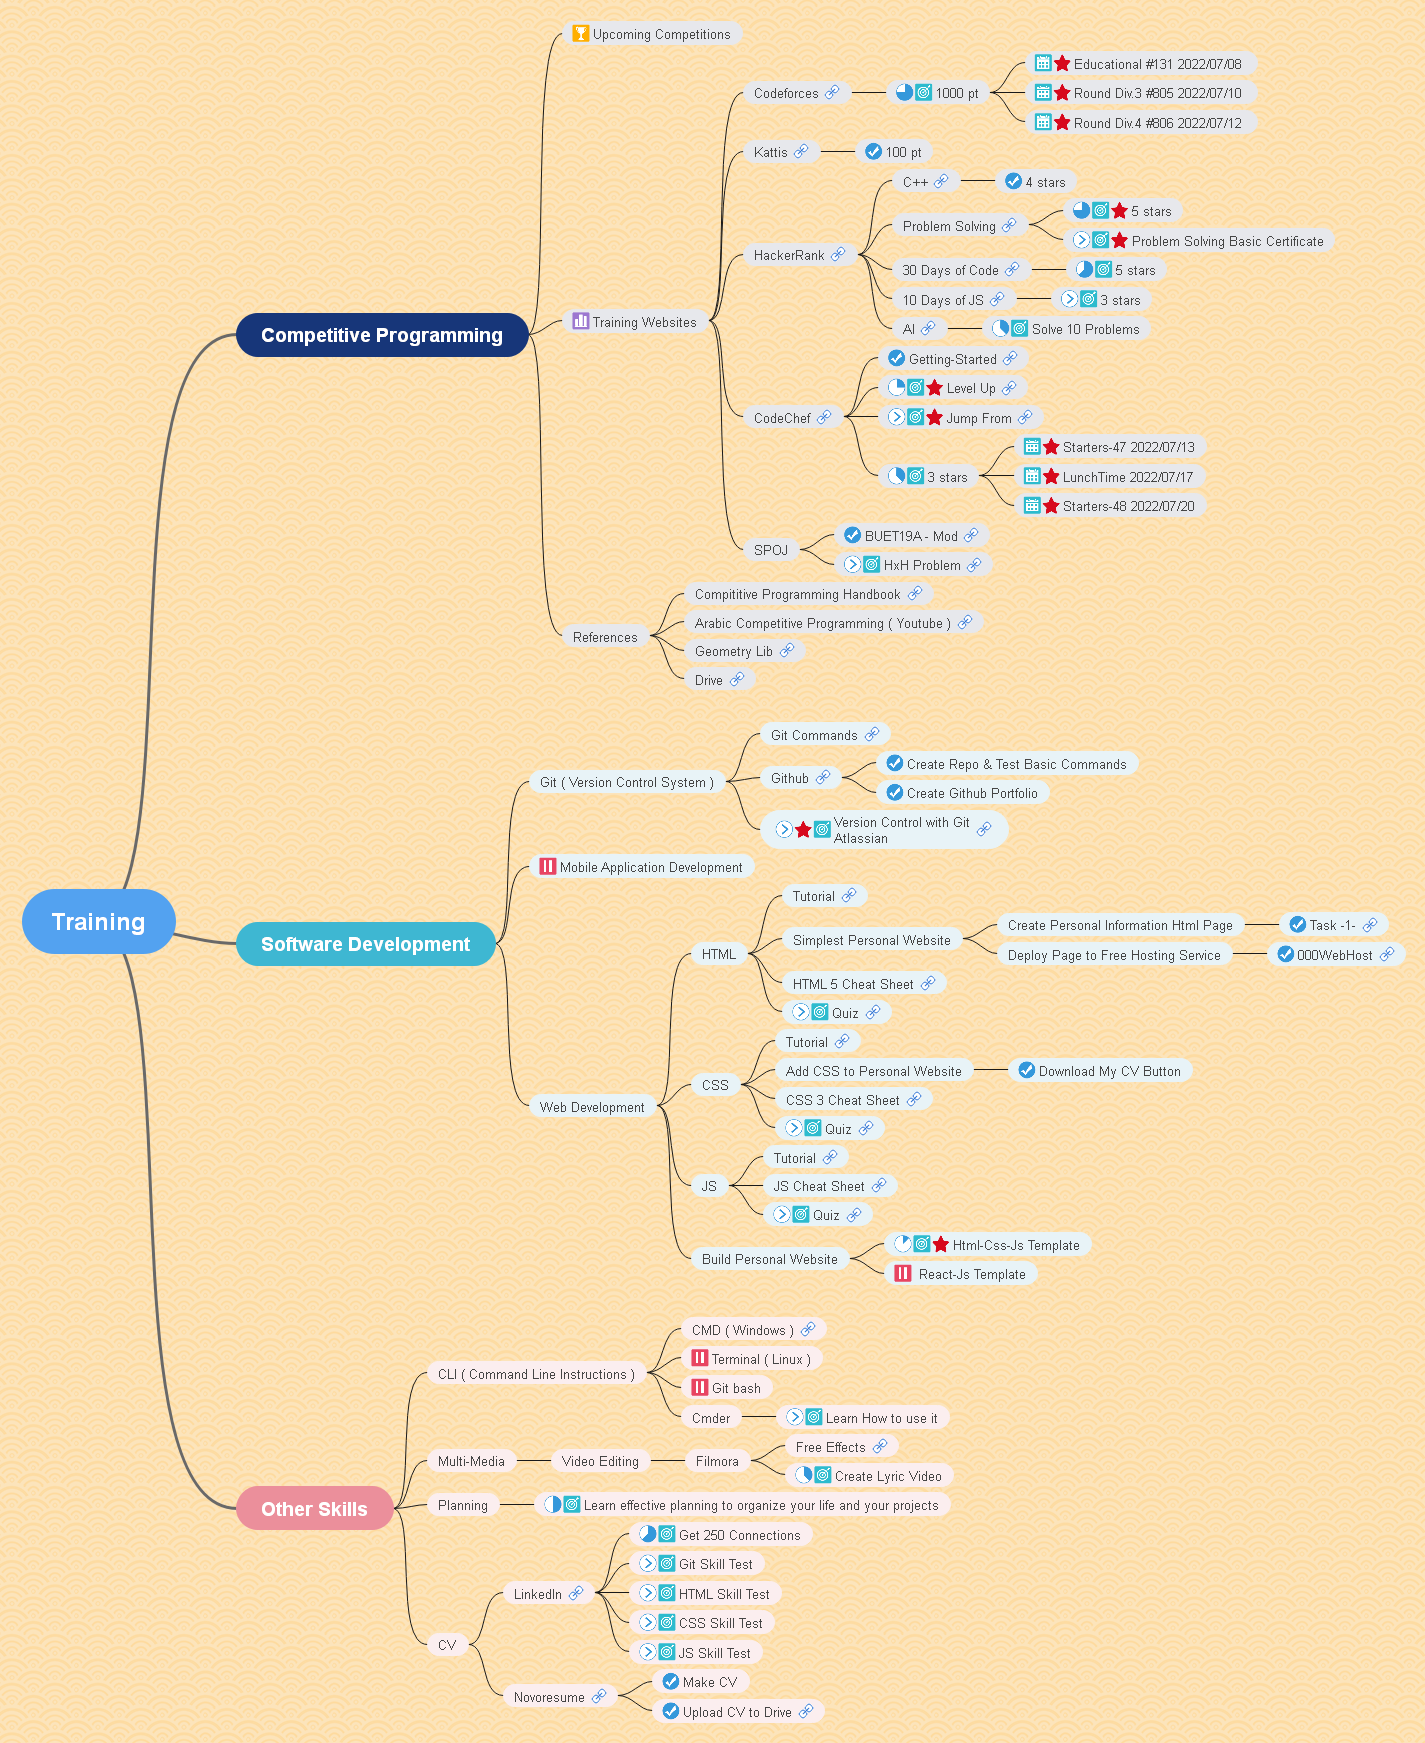 Upcoming Competitions
Educational #131 2022/07/08
Codeforces
1000 pt
Round Div.3 #805 2022/07/10
Round Div.4 #806 2022/07/12
Kattis
100 pt
C++
4 stars
Problem Solving
5 stars
Problem Solving Basic Certificate
HackerRank
30 Days of Code
5 stars
10 Days of JS
3 stars
Training Websites
AI
Solve 10 Problems
Competitive Programming
Getting-Started
Level Up
CodeChef
Jump From
Starters-47 2022/07/13
3 stars
LunchTime 2022/07/17
Starters-48 2022/07/20
SPOJ
BUET19A - Mod
HxH Problem
Compititive Programming Handbook
Arabic Competitive Programming ( Youtube )
References
Geometry Lib
Drive
Git Commands
Git ( Version Control System )
Github
Create Repo & Test Basic Commands
Create Github Portfolio
Version Control with Git
Atlassian
Mobile Application Development
Training
Software Development
Tutorial
HTML
Simplest Personal Website
Create Personal Information Html Page
Task -1-
Deploy Page to Free Hosting Service
000WebHost
HTML 5 Cheat Sheet
Quiz
Tutorial
CSS
Add CSS to Personal Website
Download My CV Button
CSS 3 Cheat Sheet
Quiz
Web Development
Tutorial
JS
JS Cheat Sheet
Quiz
Build Personal Website
Html-Css-Js Template
React-Js Template
CMD ( Windows )
CLI ( Command Line Instructions )
Terminal ( Linux )
Git bash
Cmder
Learn How to use it
Multi-Media
Video Editing
Filmora
Free Effects
Create Lyric Video
Other Skills
Planning
Learn effective planning to organize your life and your projects
Get 250 Connections
Git Skill Test
LinkedIn
HTML Skill Test
CSS Skill Test
JS Skill Test
CV
Make CV
Novoresume
Upload CV to Drive